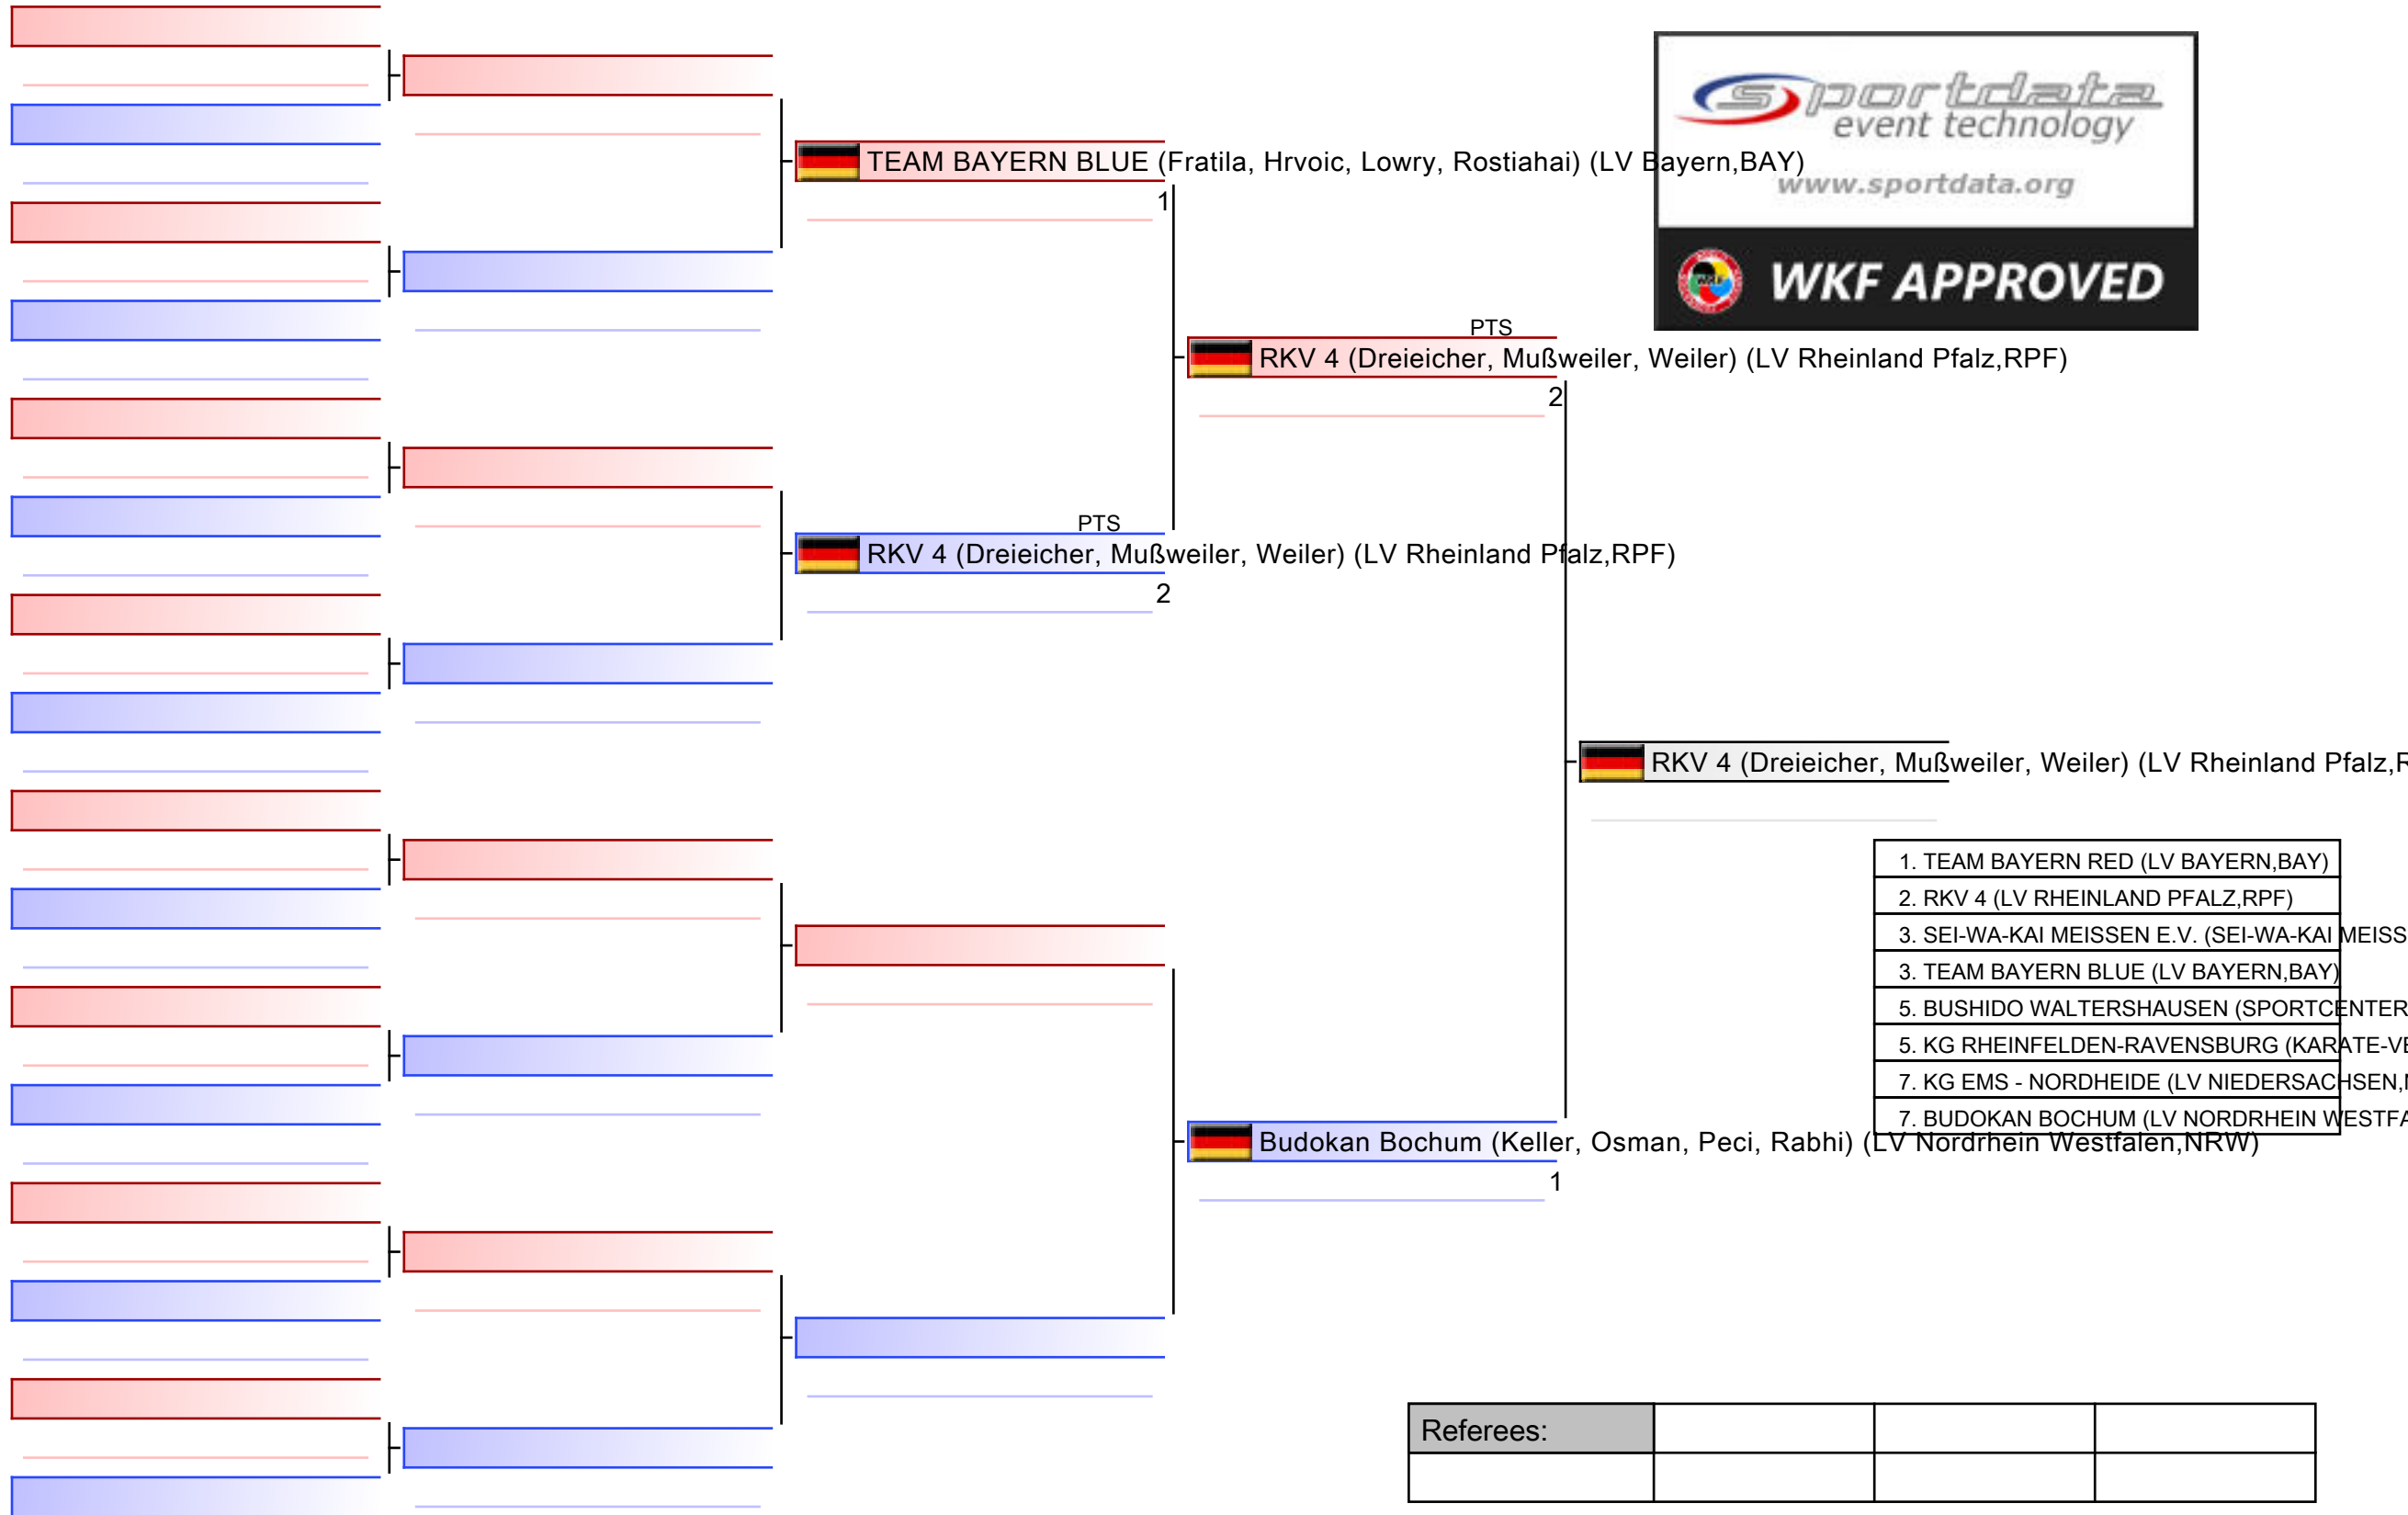 sportdata
event technology
www.sportdata.org
WKF APPROVED
TEAM BAYERN BLUE (Fratila, Hrvoic, Lowry, Rostiahai) (LV Bayern,BAY)
1
PTS
RKV 4 (Dreieicher, Mußweiler, Weiler) (LV Rheinland Pfalz,RPF)
2
PTS
RKV 4 (Dreieicher, Mußweiler, Weiler) (LV Rheinland Pfalz,RPF)
2
RKV 4 (Dreieicher, Mußweiler, Weiler) (LV Rheinland Pfalz,R
1. TEAM BAYERN RED (LV BAYERN,BAY)
2. RKV 4 (LV RHEINLAND PFALZ,RPF)
3. SEI-WA-KAI MEISSEN E.V. (SEI-WA-KAI MEISS
3. TEAM BAYERN BLUE (LV BAYERN,BAY)
5. BUSHIDO WALTERSHAUSEN (SPORTCENTER
5. KG RHEINFELDEN-RAVENSBURG (KARATE-VE
7. KG EMS - NORDHEIDE (LV NIEDERSACHSEN,N
7. BUDOKAN BOCHUM (LV NORDRHEIN WESTFA
Budokan Bochum (Keller, Osman, Peci, Rabhi) (LV Nordrhein Westfalen,NRW)
1
Referees: